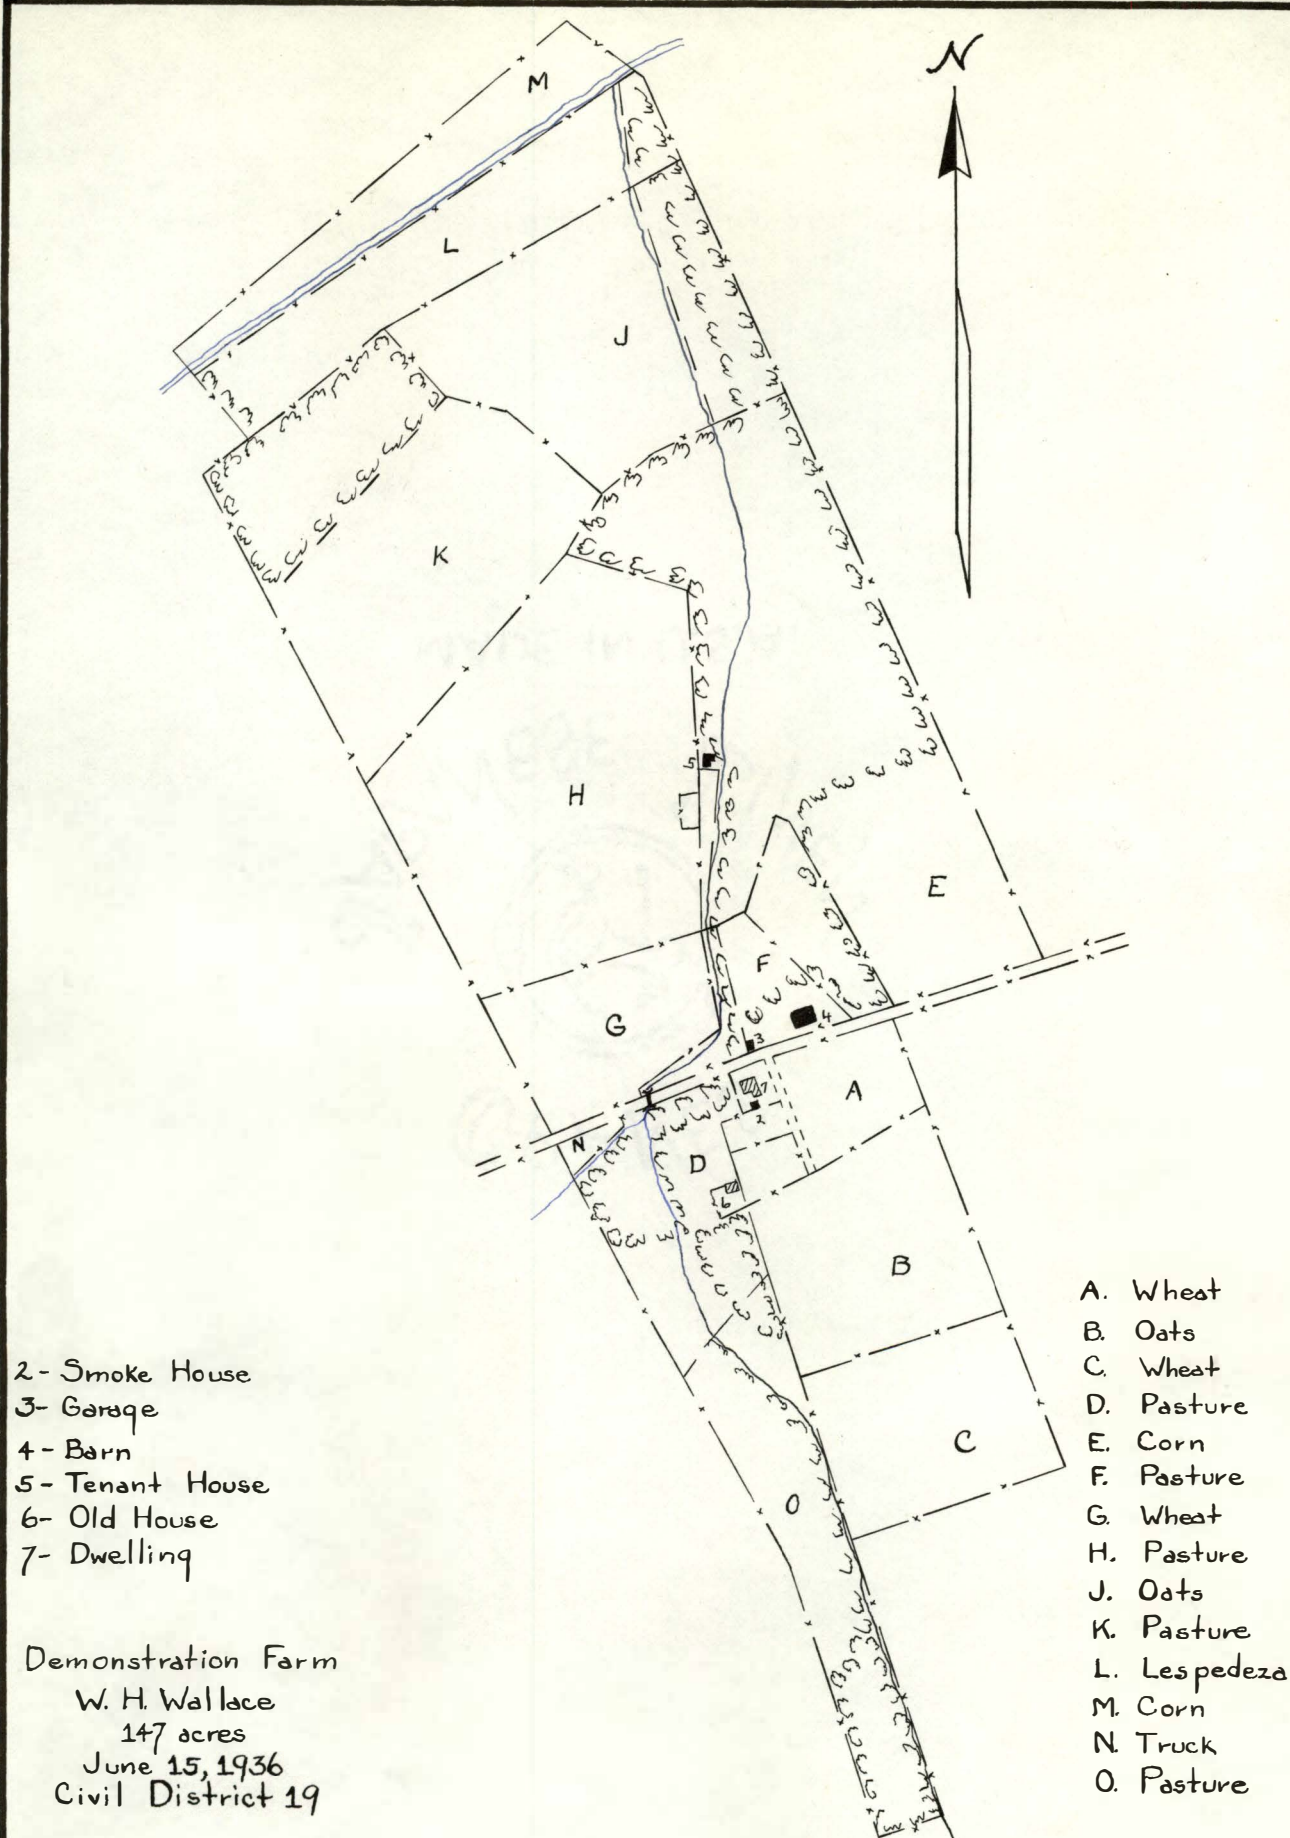 N
M
L
J
K
H
E
F
5
G
3
4
A
7
2
N
D
6
B
C
O
A. Wheat
B. Oats
C. Wheat
D. Pasture
E. Corn
F. Pasture
G. Wheat
H. Pasture
J. Oats
K. Pasture
L. Lespedeza
M. Corn
N. Truck
O. Pasture
2- Smoke House
3- Garage
4- Barn
5- Tenant House
6- Old House
7- Dwelling
Demonstration Farm
W. H. Wallace
147 acres
June 15, 1936
Civil District 19